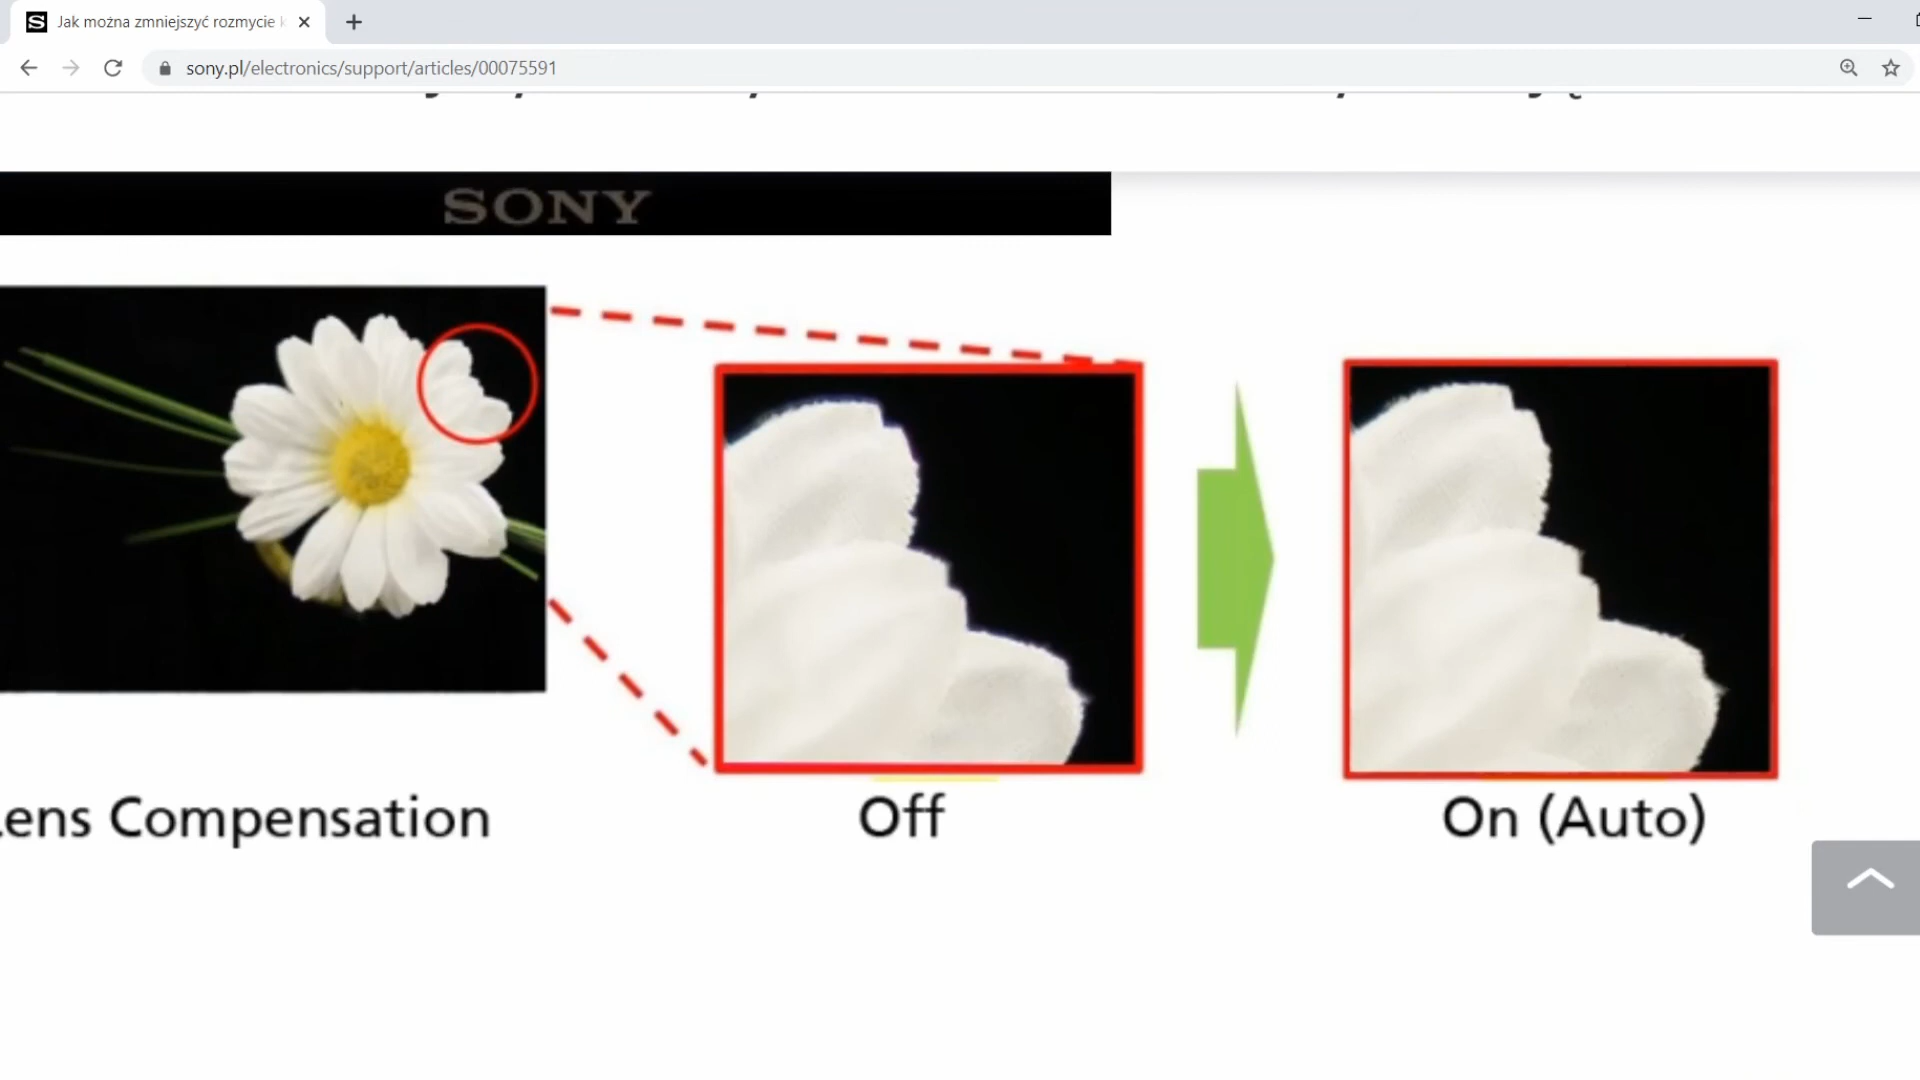 Jak można zmniejszyć rozmycie
sony.pl/electronics/support/articles/00075591
SONY
ens Compensation
Off
On (Auto)